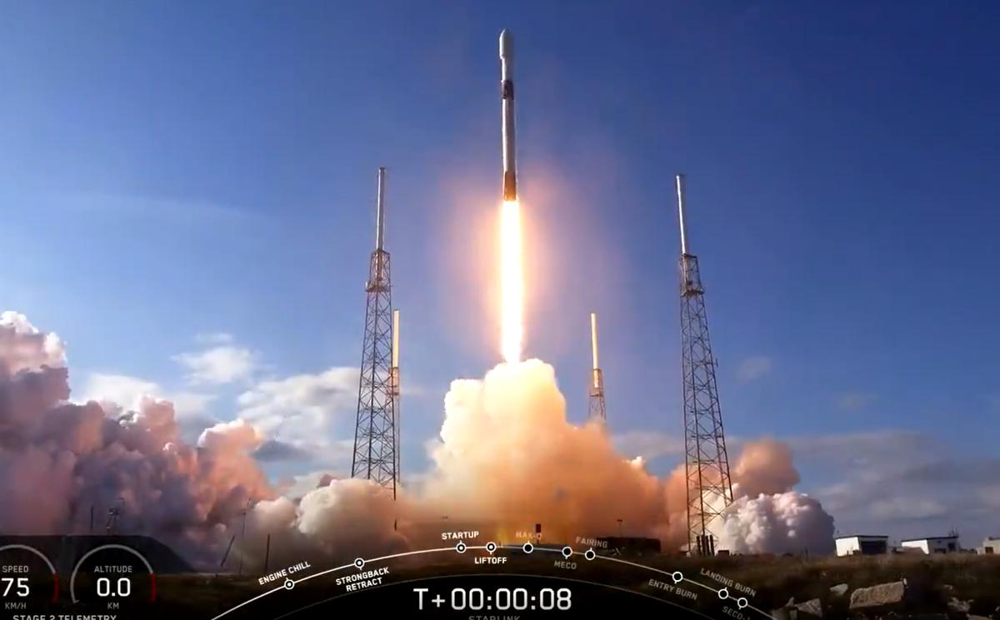 STARTUP
MAX-Q
FAIRING
LIFTOFF
MECO
ENGINE CHILL
STRONGBACK
RETRACT
LANDING BURN
ENTRY BURN
SPEED
75
KM/H
ALTITUDE
0.0
KM
T+00:00:08
STAGE 2 TELEMETRY
STARLINK